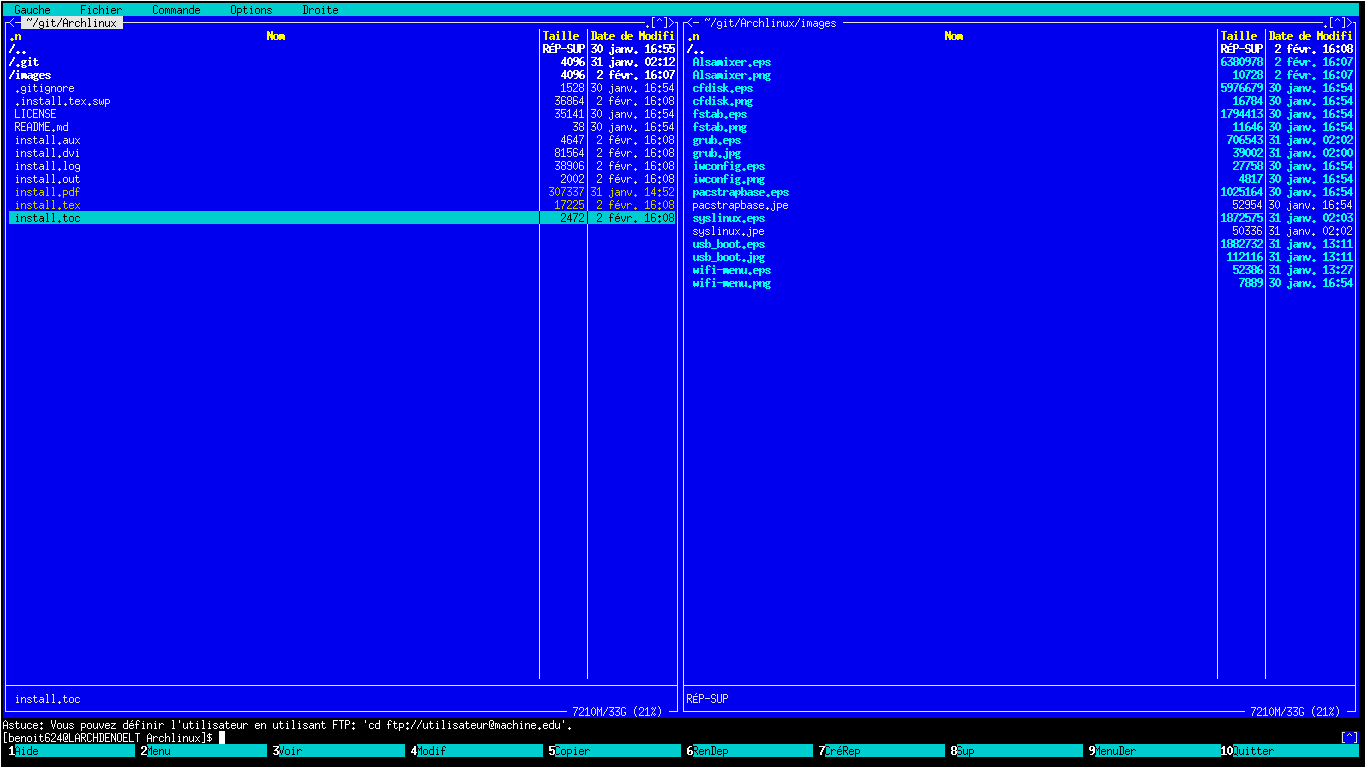 Gauche Fichier Commande Options Droite
<─ ~/git/Archlinux .[^]>
.n Nom Taille Date de Modifi
/.. RÉP-SUP 30 janv. 16:55
/.git 4096 31 janv. 02:12
/images 4096 2 févr. 16:07
.gitignore 1528 30 janv. 16:54
.install.tex.swp 36864 2 févr. 16:08
LICENSE 35141 30 janv. 16:54
README.md 38 30 janv. 16:54
install.aux 4647 2 févr. 16:08
install.dvi 81564 2 févr. 16:08
install.log 38906 2 févr. 16:08
install.out 2002 2 févr. 16:08
install.pdf 307337 31 janv. 14:52
install.tex 17225 2 févr. 16:08
install.toc 2472 2 févr. 16:08
install.toc
7210M/33G (21%)
<─ ~/git/Archlinux/images .[^]>
.n Nom Taille Date de Modifi
/.. RÉP-SUP 2 févr. 16:08
Alsamixer.eps 6380978 2 févr. 16:07
Alsamixer.png 10728 2 févr. 16:07
cfdisk.eps 5976679 30 janv. 16:54
cfdisk.png 16784 30 janv. 16:54
fstab.eps 1794413 30 janv. 16:54
fstab.png 11646 30 janv. 16:54
grub.eps 706543 31 janv. 02:02
grub.jpg 39002 31 janv. 02:00
iwconfig.eps 27758 30 janv. 16:54
iwconfig.png 4817 30 janv. 16:54
pacstrapbase.eps 1025164 30 janv. 16:54
pacstrapbase.jpe 52954 30 janv. 16:54
syslinux.eps 1872575 31 janv. 02:03
syslinux.jpe 50336 31 janv. 02:02
usb_boot.eps 1882732 31 janv. 13:11
usb_boot.jpg 112116 31 janv. 13:11
wifi-menu.eps 52386 31 janv. 13:27
wifi-menu.png 7889 30 janv. 16:54
RÉP-SUP
7210M/33G (21%)
Astuce: Vous pouvez définir l'utilisateur en utilisant FTP: 'cd ftp://utilisateur@machine.edu'.
[benoit624@LARCHDENOELT Archlinux]$ [^]
1Aide 2Menu 3Voir 4Modif 5Copier 6RenDep 7CréRep 8Sup 9MenuDer 10Quitter